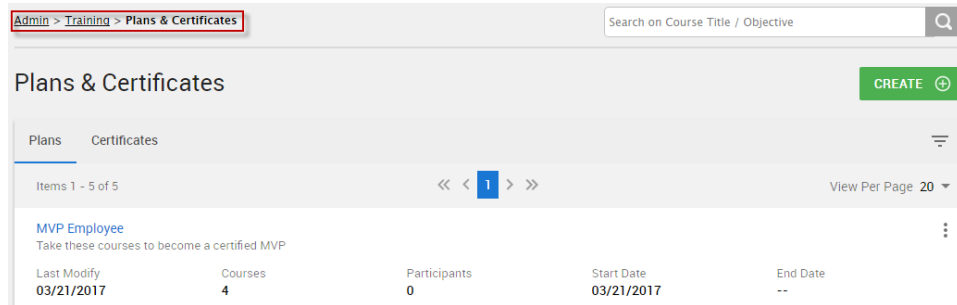 Admin > Training > Plans & Certificates
Search on Course Title / Objective
Plans & Certificates
CREATE
Plans Certificates
Items 1 - 5 of 5
1
View Per Page 20
MVP Employee
Take these courses to become a certified MVP
Last Modify Courses Participants Start Date End Date
03/21/2017 4 0 03/21/2017 --